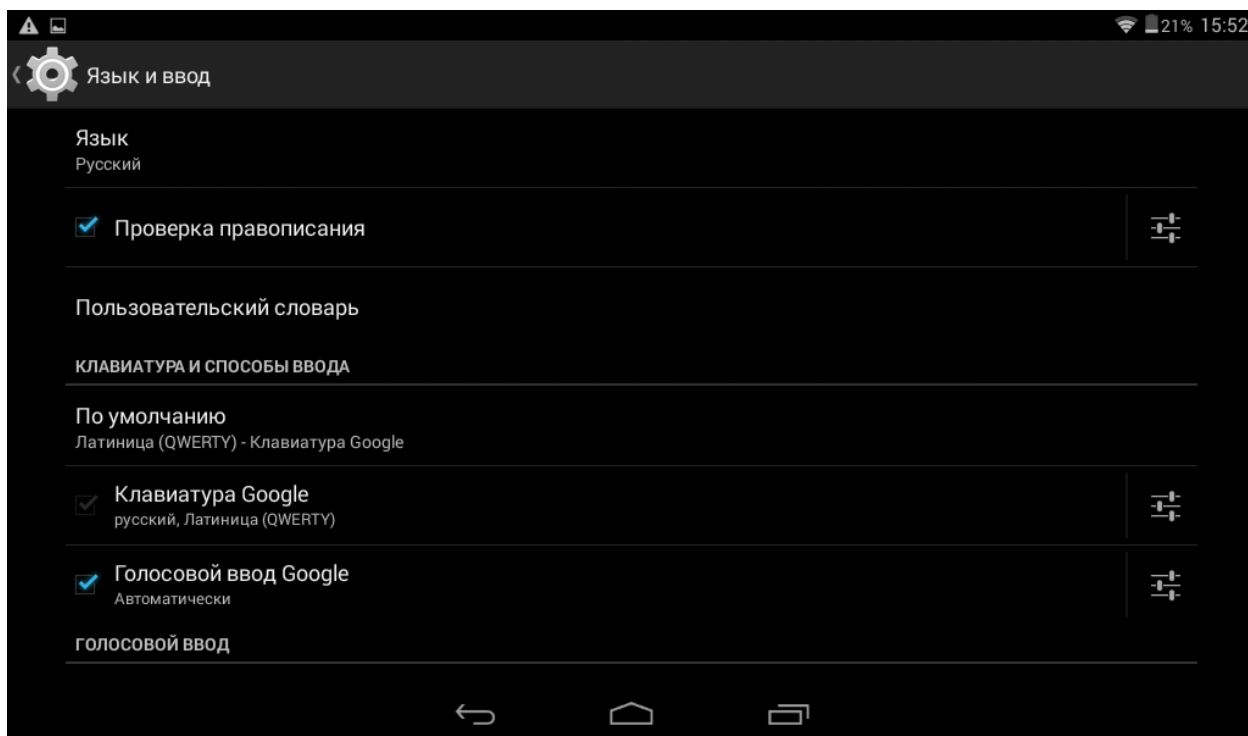 21% 15:52
Язык и ввод
Язык
Русский
Проверка правописания
Пользовательский словарь
КЛАВИАТУРА И СПОСОБЫ ВВОДА
По умолчанию
Латиница (QWERTY) - Клавиатура Google
Клавиатура Google
русский, Латиница (QWERTY)
Голосовой ввод Google
Автоматически
ГОЛОСОВОЙ ВВОД